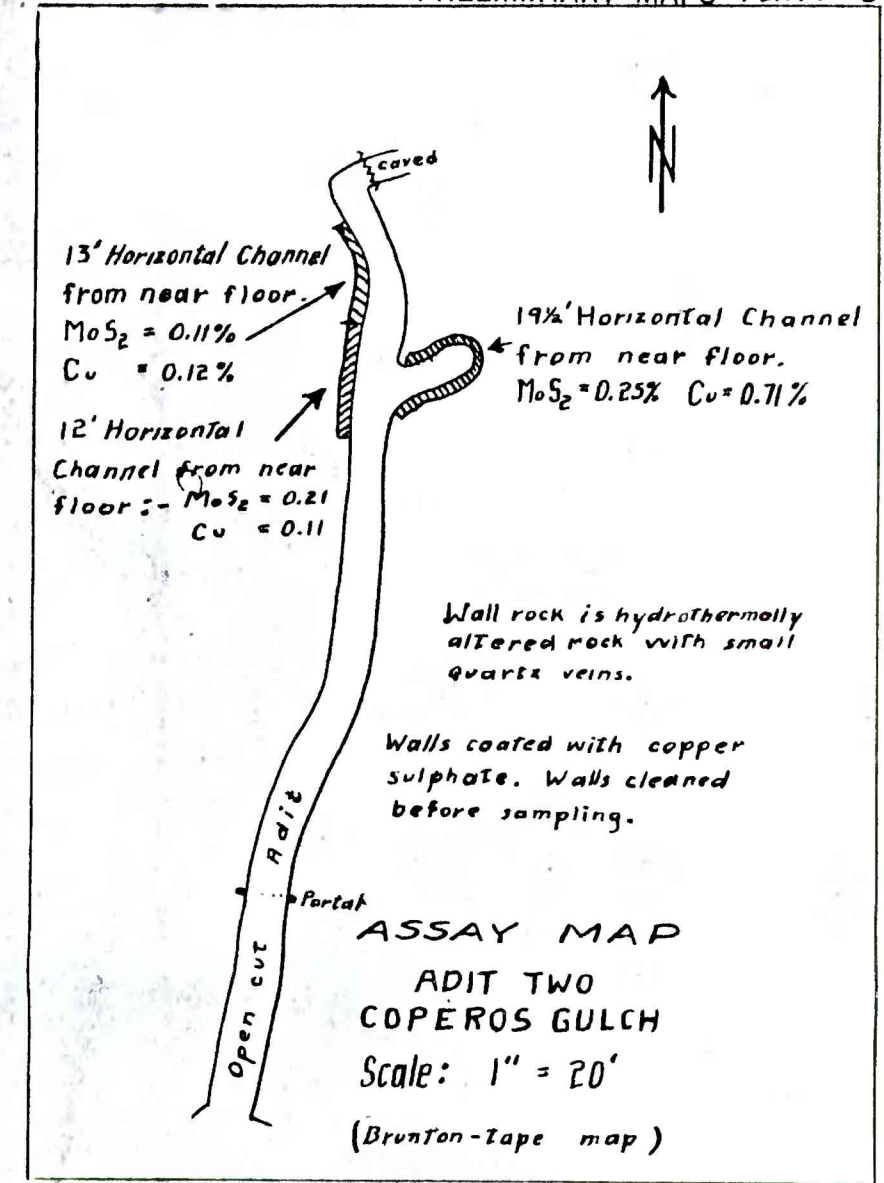 caved
N
13' Horizontal Channel
from near floor.
MoS2 = 0.11%
Cu = 0.12%
19½' Horizontal Channel
from near floor.
MoS2 = 0.25% Cu = 0.71%
12' Horizontal
Channel from near
floor :- MoS2 = 0.21
Cu = 0.11
Wall rock is hydrothermally
altered rock with small
quartz veins.
Walls coated with copper
sulphate. Walls cleaned
before sampling.
Adit
Portal
Open cut
ASSAY MAP
ADIT TWO
COPEROS GULCH
Scale: 1" = 20'
(Brunton-tape map)